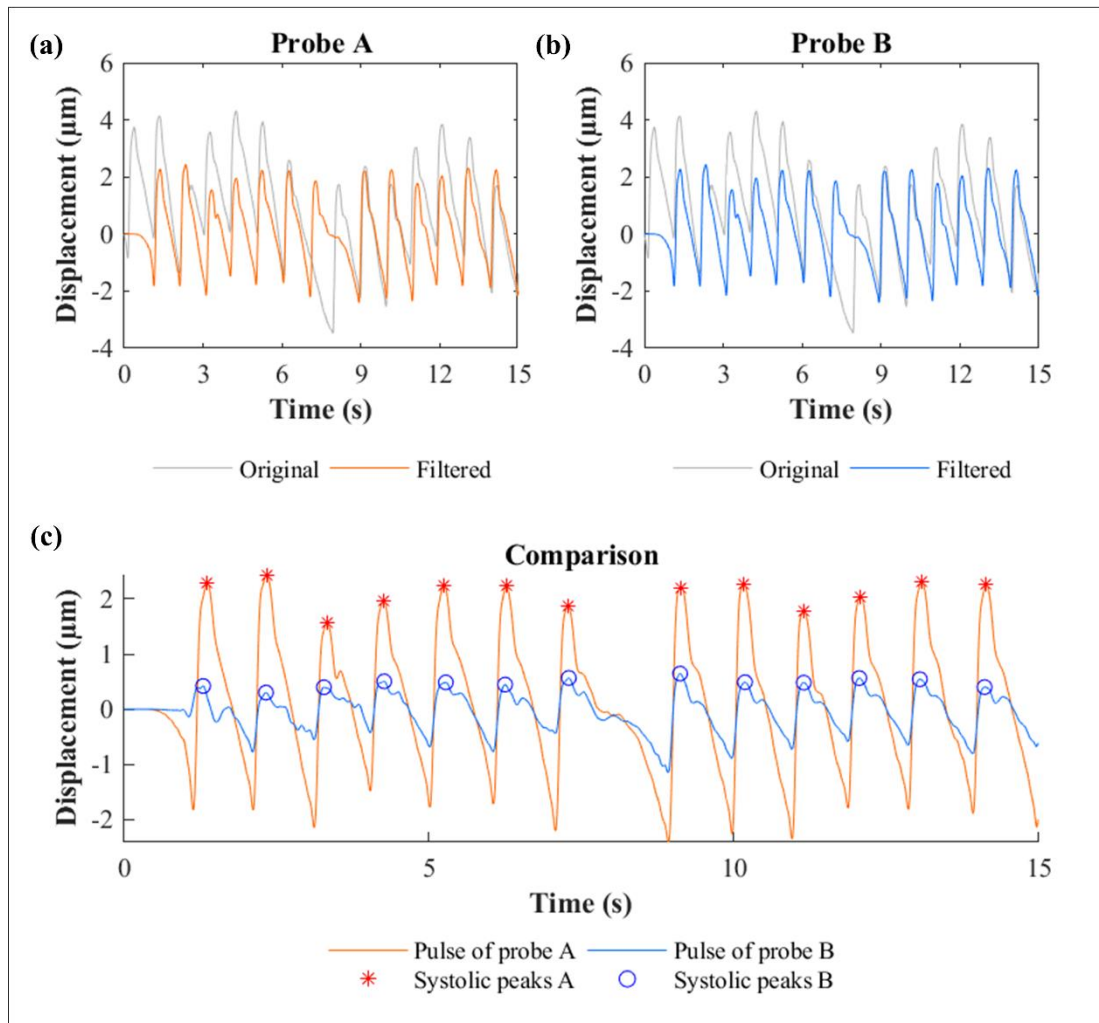 (a)
Probe A
6
4
2
0
-2
-4
Displacement (μm)
0 3 6 9 12 15
Time (s)
Original Filtered
(b)
Probe B
6
4
2
0
-2
-4
Displacement (μm)
0 3 6 9 12 15
Time (s)
Original Filtered
(c)
Comparison
2
1
0
-1
-2
Displacement (μm)
0 5 10 15
Time (s)
Pulse of probe A Pulse of probe B
Systolic peaks A Systolic peaks B